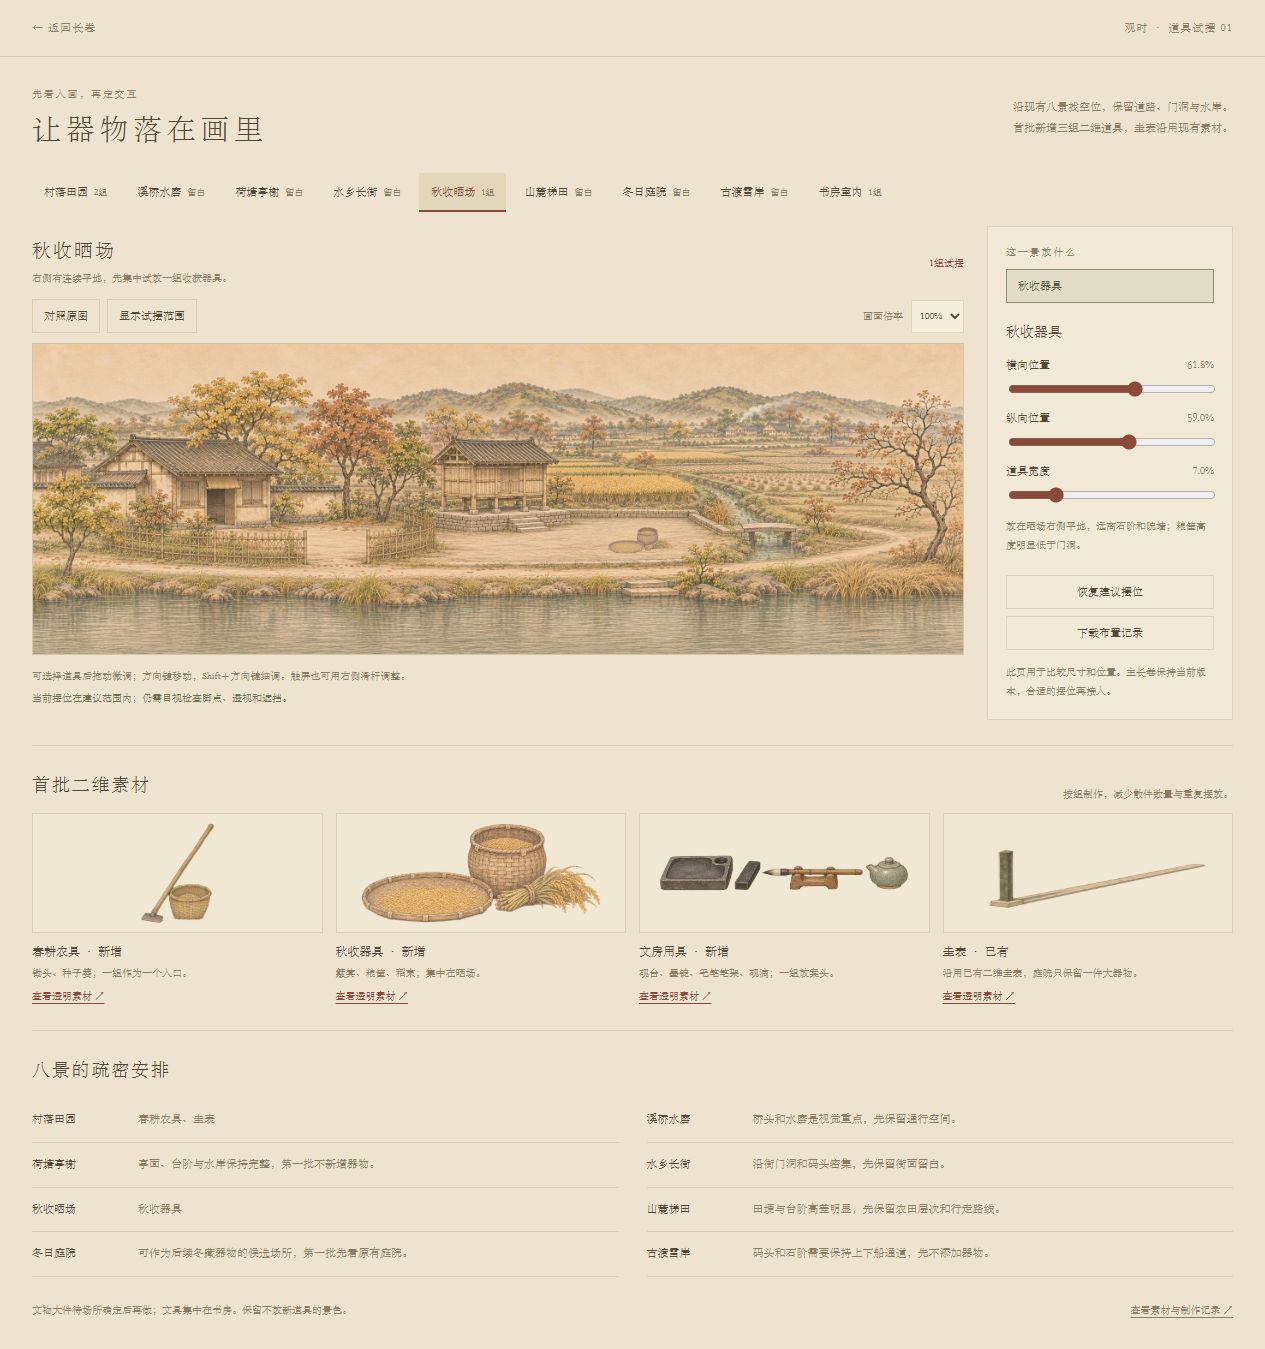 ← 返回长卷
观时 · 道具试摆 01
先看入画，再定交互
让器物落在画里
沿现有八景找空位，保留道路、门洞与水岸。
首批新增三组二维道具，圭表沿用现有素材。
村落田园 2组
溪桥水磨 留白
荷塘亭榭 留白
水乡长街 留白
秋收晒场 1组
山麓梯田 留白
冬日庭院 留白
古渡雪岸 留白
书房室内 1组
秋收晒场
右侧有连续平地，先集中试放一组收获器具。
1组试摆
对照原图
显示试摆范围
画面倍率
100%
可选择道具后拖动微调；方向键移动，Shift+方向键细调。触屏也可用右侧滑杆调整。
当前摆位在建议范围内；仍需目视检查脚点、透视和遮挡。
这一景放什么
秋收器具
秋收器具
横向位置 61.8%
纵向位置 59.0%
道具宽度 7.0%
放在晒场右侧平地，远离石阶和院墙；粮筐高
度明显低于门洞。
恢复建议摆位
下载布置记录
此页用于比较尺寸和位置。主长卷保持当前版
本，合适的摆位再接入。
首批二维素材
按组制作，减少散件数量与重复摆放。
春耕农具 · 新增
锄头、种子篓；一组作为一个入口。
查看透明素材 ↗
秋收器具 · 新增
簸箕、粮筐、稻束；集中在晒场。
查看透明素材 ↗
文房用具 · 新增
砚台、墨锭、毛笔笔架、砚滴；一组放案头。
查看透明素材 ↗
圭表 · 已有
沿用已有二维圭表，庭院只保留一件大器物。
查看透明素材 ↗
八景的疏密安排
村落田园 春耕农具、圭表
溪桥水磨 桥头和水磨是视觉重点，先保留通行空间。
荷塘亭榭 亭面、台阶与水岸保持完整，第一批不新增器物。
水乡长街 沿街门洞和码头密集，先保留街面留白。
秋收晒场 秋收器具
山麓梯田 田埂与台阶高差明显，先保留农田层次和行走路线。
冬日庭院 可作为后续冬藏器物的候选场所，第一批先看原有庭院。
古渡雪岸 码头和石阶需要保持上下船通道，先不添加器物。
文物大件待场所确定后再做；文具集中在书房。保留不放新道具的景色。
查看素材与制作记录 ↗